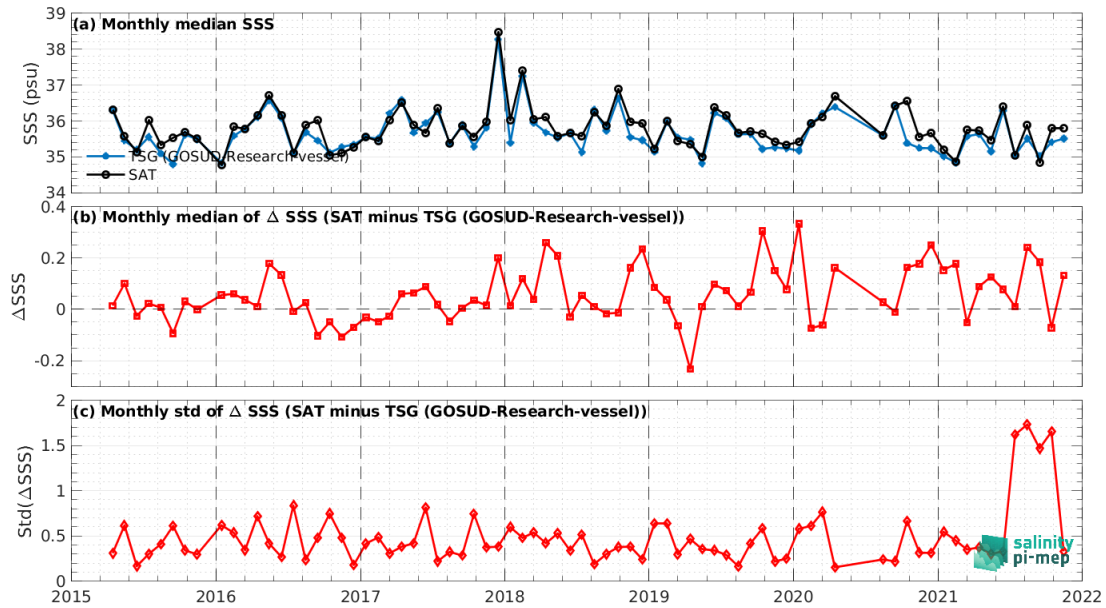 39
(a) Monthly median SSS
38
37
SSS (psu)
36
35
TSG (GOSUD-Research-vessel)
SAT
34
0.4
(b) Monthly median of Δ SSS (SAT minus TSG (GOSUD-Research-vessel))
0.2
ΔSSS
0
-0.2
2
(c) Monthly std of Δ SSS (SAT minus TSG (GOSUD-Research-vessel))
1.5
Std(ΔSSS)
1
0.5
salinity
pi-mep
0
2015 2016 2017 2018 2019 2020 2021 2022